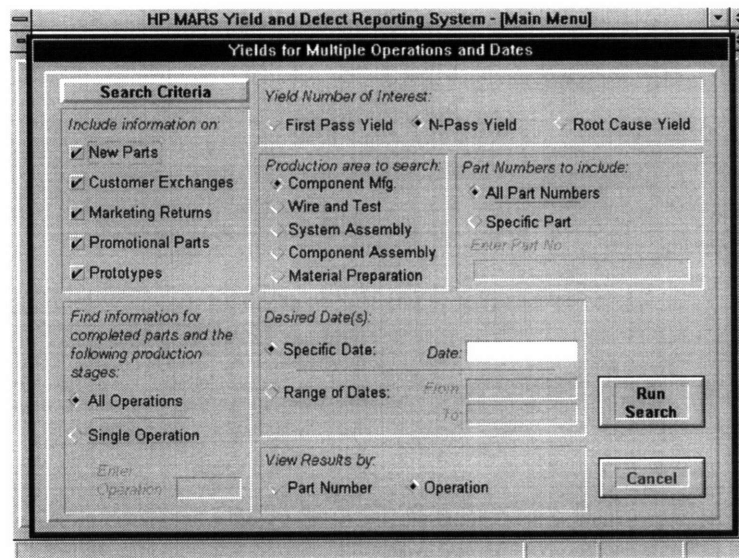 HP MARS Yield and Defect Reporting System - [Main Menu]
Yields for Multiple Operations and Dates
Search Criteria
Include information on:
New Parts
Customer Exchanges
Marketing Returns
Promotional Parts
Prototypes
Yield Number of Interest:
First Pass Yield N-Pass Yield Root Cause Yield
Production area to search:
Component Mfg.
Wire and Test
System Assembly
Component Assembly
Material Preparation
Part Numbers to include:
All Part Numbers
Specific Part
Enter Part No
Find information for
completed parts and the
following production
stages:
All Operations
Single Operation
Enter
Operation
Desired Date(s):
Specific Date: Date:
Range of Dates: From
To
View Results by:
Part Number Operation
Run
Search
Cancel